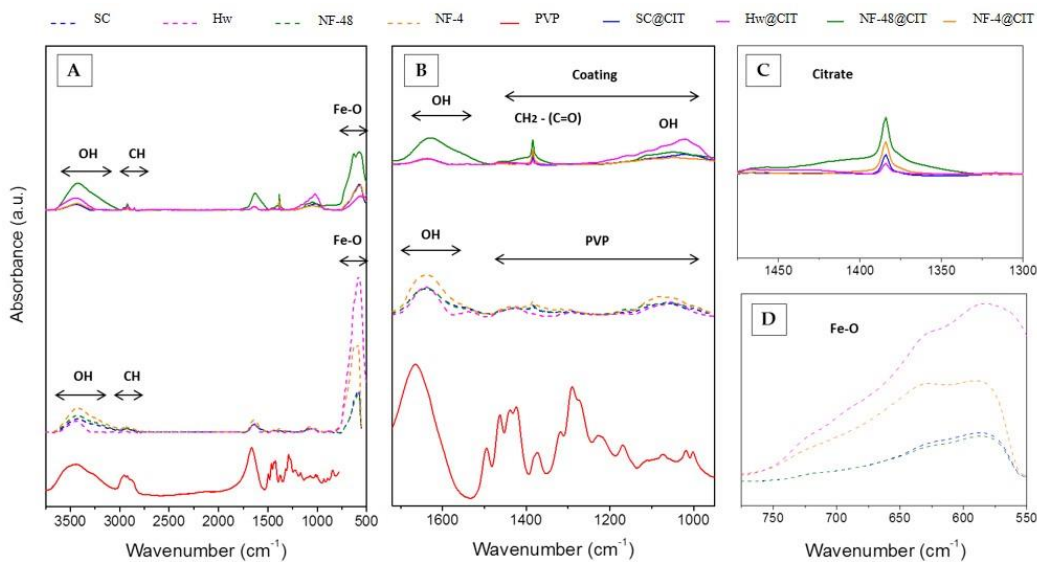 SC Hw NF-48 NF-4 PVP SC@CIT Hw@CIT NF-48@CIT NF-4@CIT
A
OH
CH
Fe-O
Fe-O
OH
CH
Absorbance (a.u.)
3500 3000 2500 2000 1500 1000 500
Wavenumber (cm⁻¹)
B
Coating
OH
CH2 - (C=O)
OH
OH
PVP
1600 1400 1200 1000
Wavenumber (cm⁻¹)
C
Citrate
1450 1400 1350 1300
D
Fe-O
750 700 650 600 550
Wavenumber (cm⁻¹)